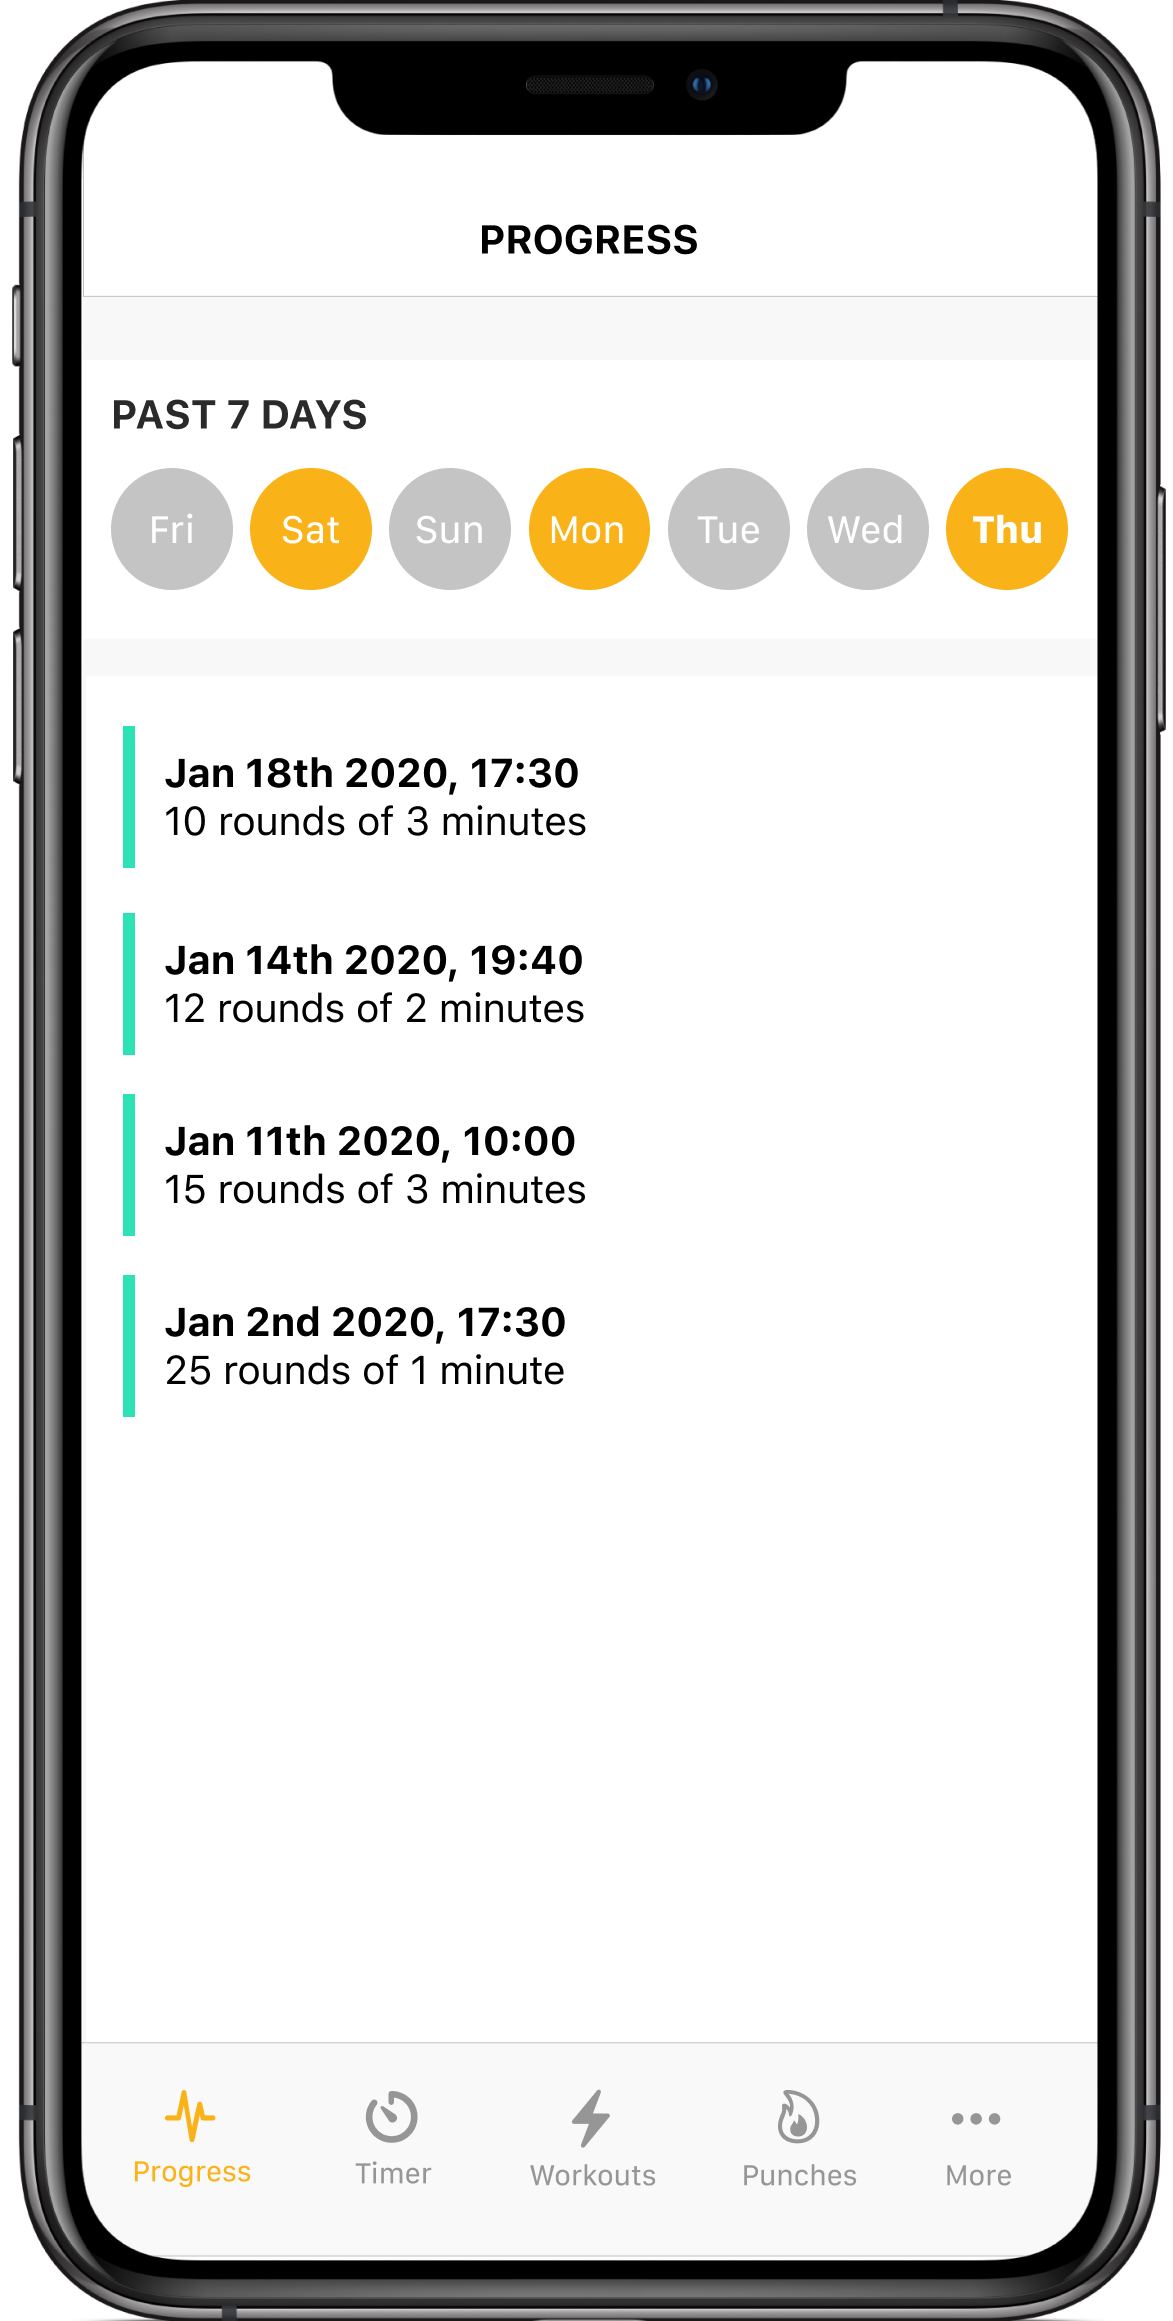 PROGRESS
PAST 7 DAYS
Fri Sat Sun Mon Tue Wed Thu
Jan 18th 2020, 17:30
10 rounds of 3 minutes
Jan 14th 2020, 19:40
12 rounds of 2 minutes
Jan 11th 2020, 10:00
15 rounds of 3 minutes
Jan 2nd 2020, 17:30
25 rounds of 1 minute
Progress Timer Workouts Punches More